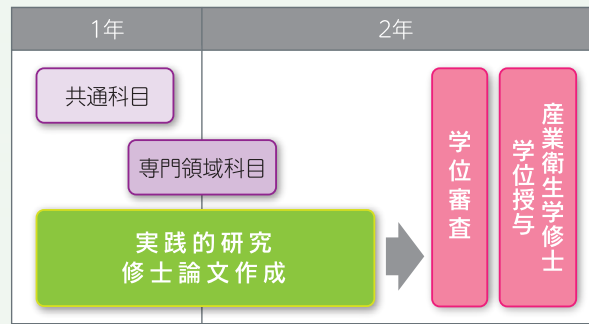 1年
2年
共通科目
専門領域科目
実践的研究
修士論文作成
学位審査
産業衛生学修士
学位授与